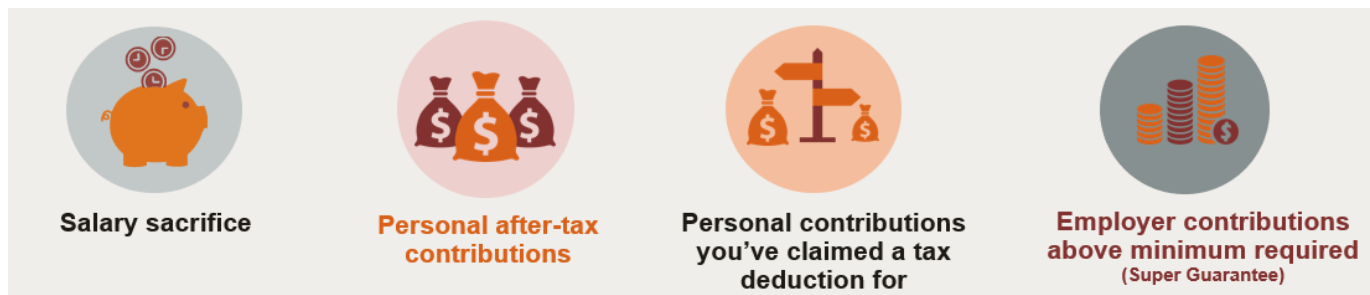 Salary sacrifice
Personal after-tax
contributions
Personal contributions
you've claimed a tax
deduction for
Employer contributions
above minimum required
(Super Guarantee)
$ $ $
$ $
$